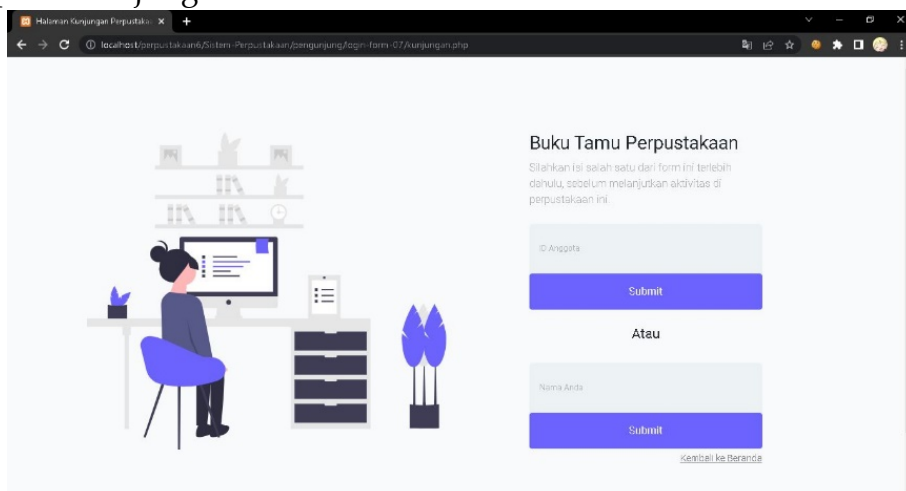 Halaman Kunjungan Perpustaka
localhost/perpustakaan6/Sistem-Perpustakaan/pengunjung/login-form-07/kunjungan.php
Buku Tamu Perpustakaan
Silahkan isi salah satu dari form ini terlebih
dahulu, sebelum melanjutkan aktivitas di
perpustakaan ini.
ID Anggota
Submit
Atau
Nama Anda
Submit
Kembali ke Beranda